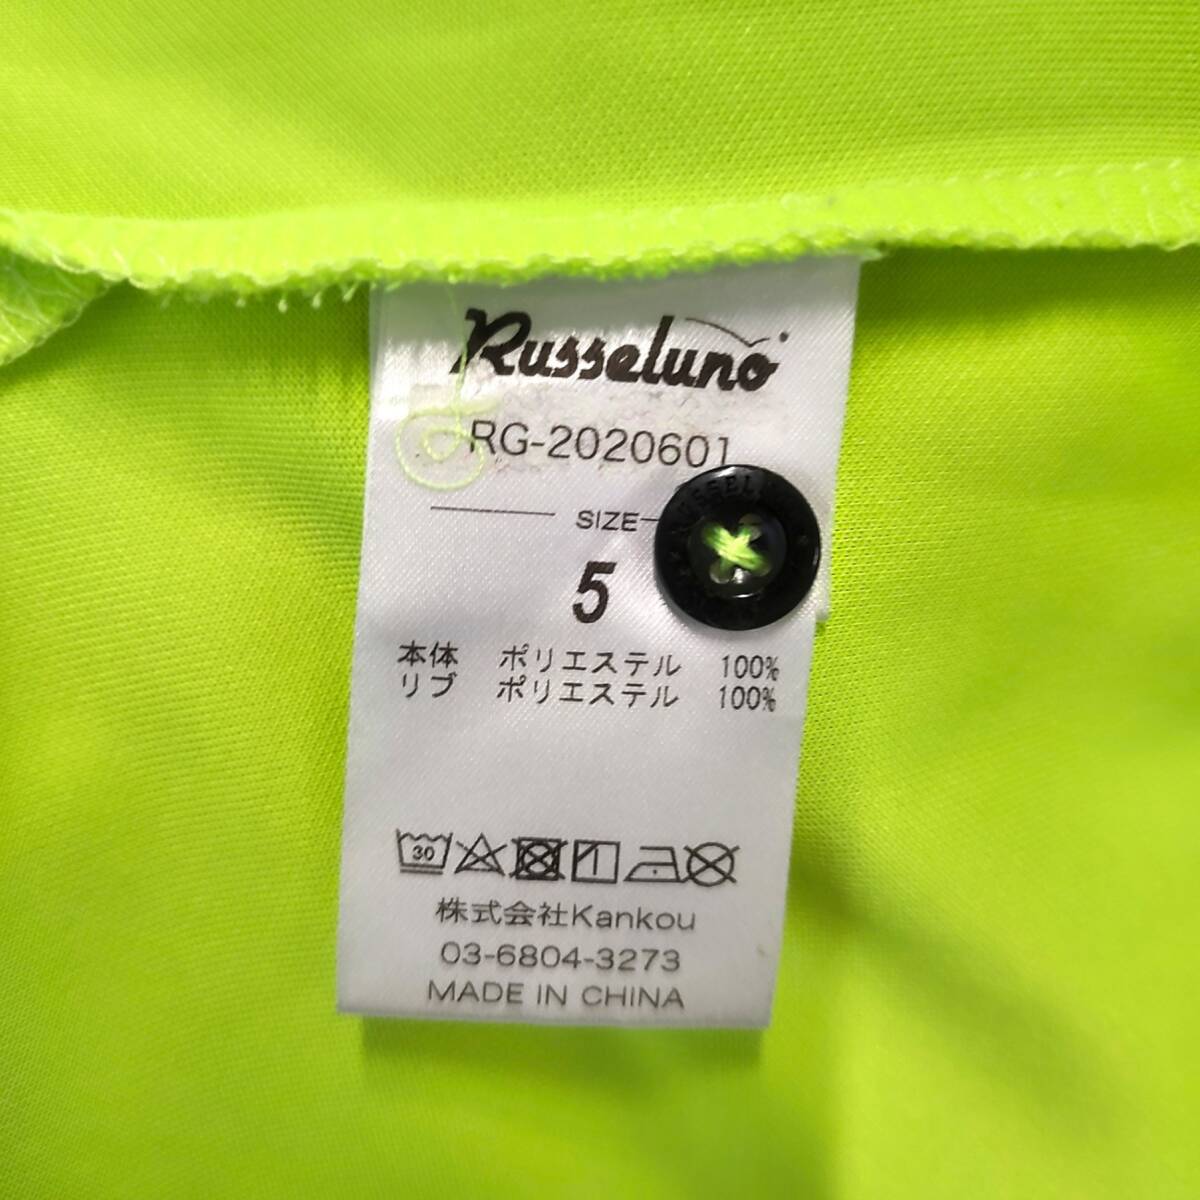 Russeluno
RG-2020601
SIZE
5
本体 ポリエステル 100%
リブ ポリエステル 100%
30
株式会社Kankou
03-6804-3273
MADE IN CHINA